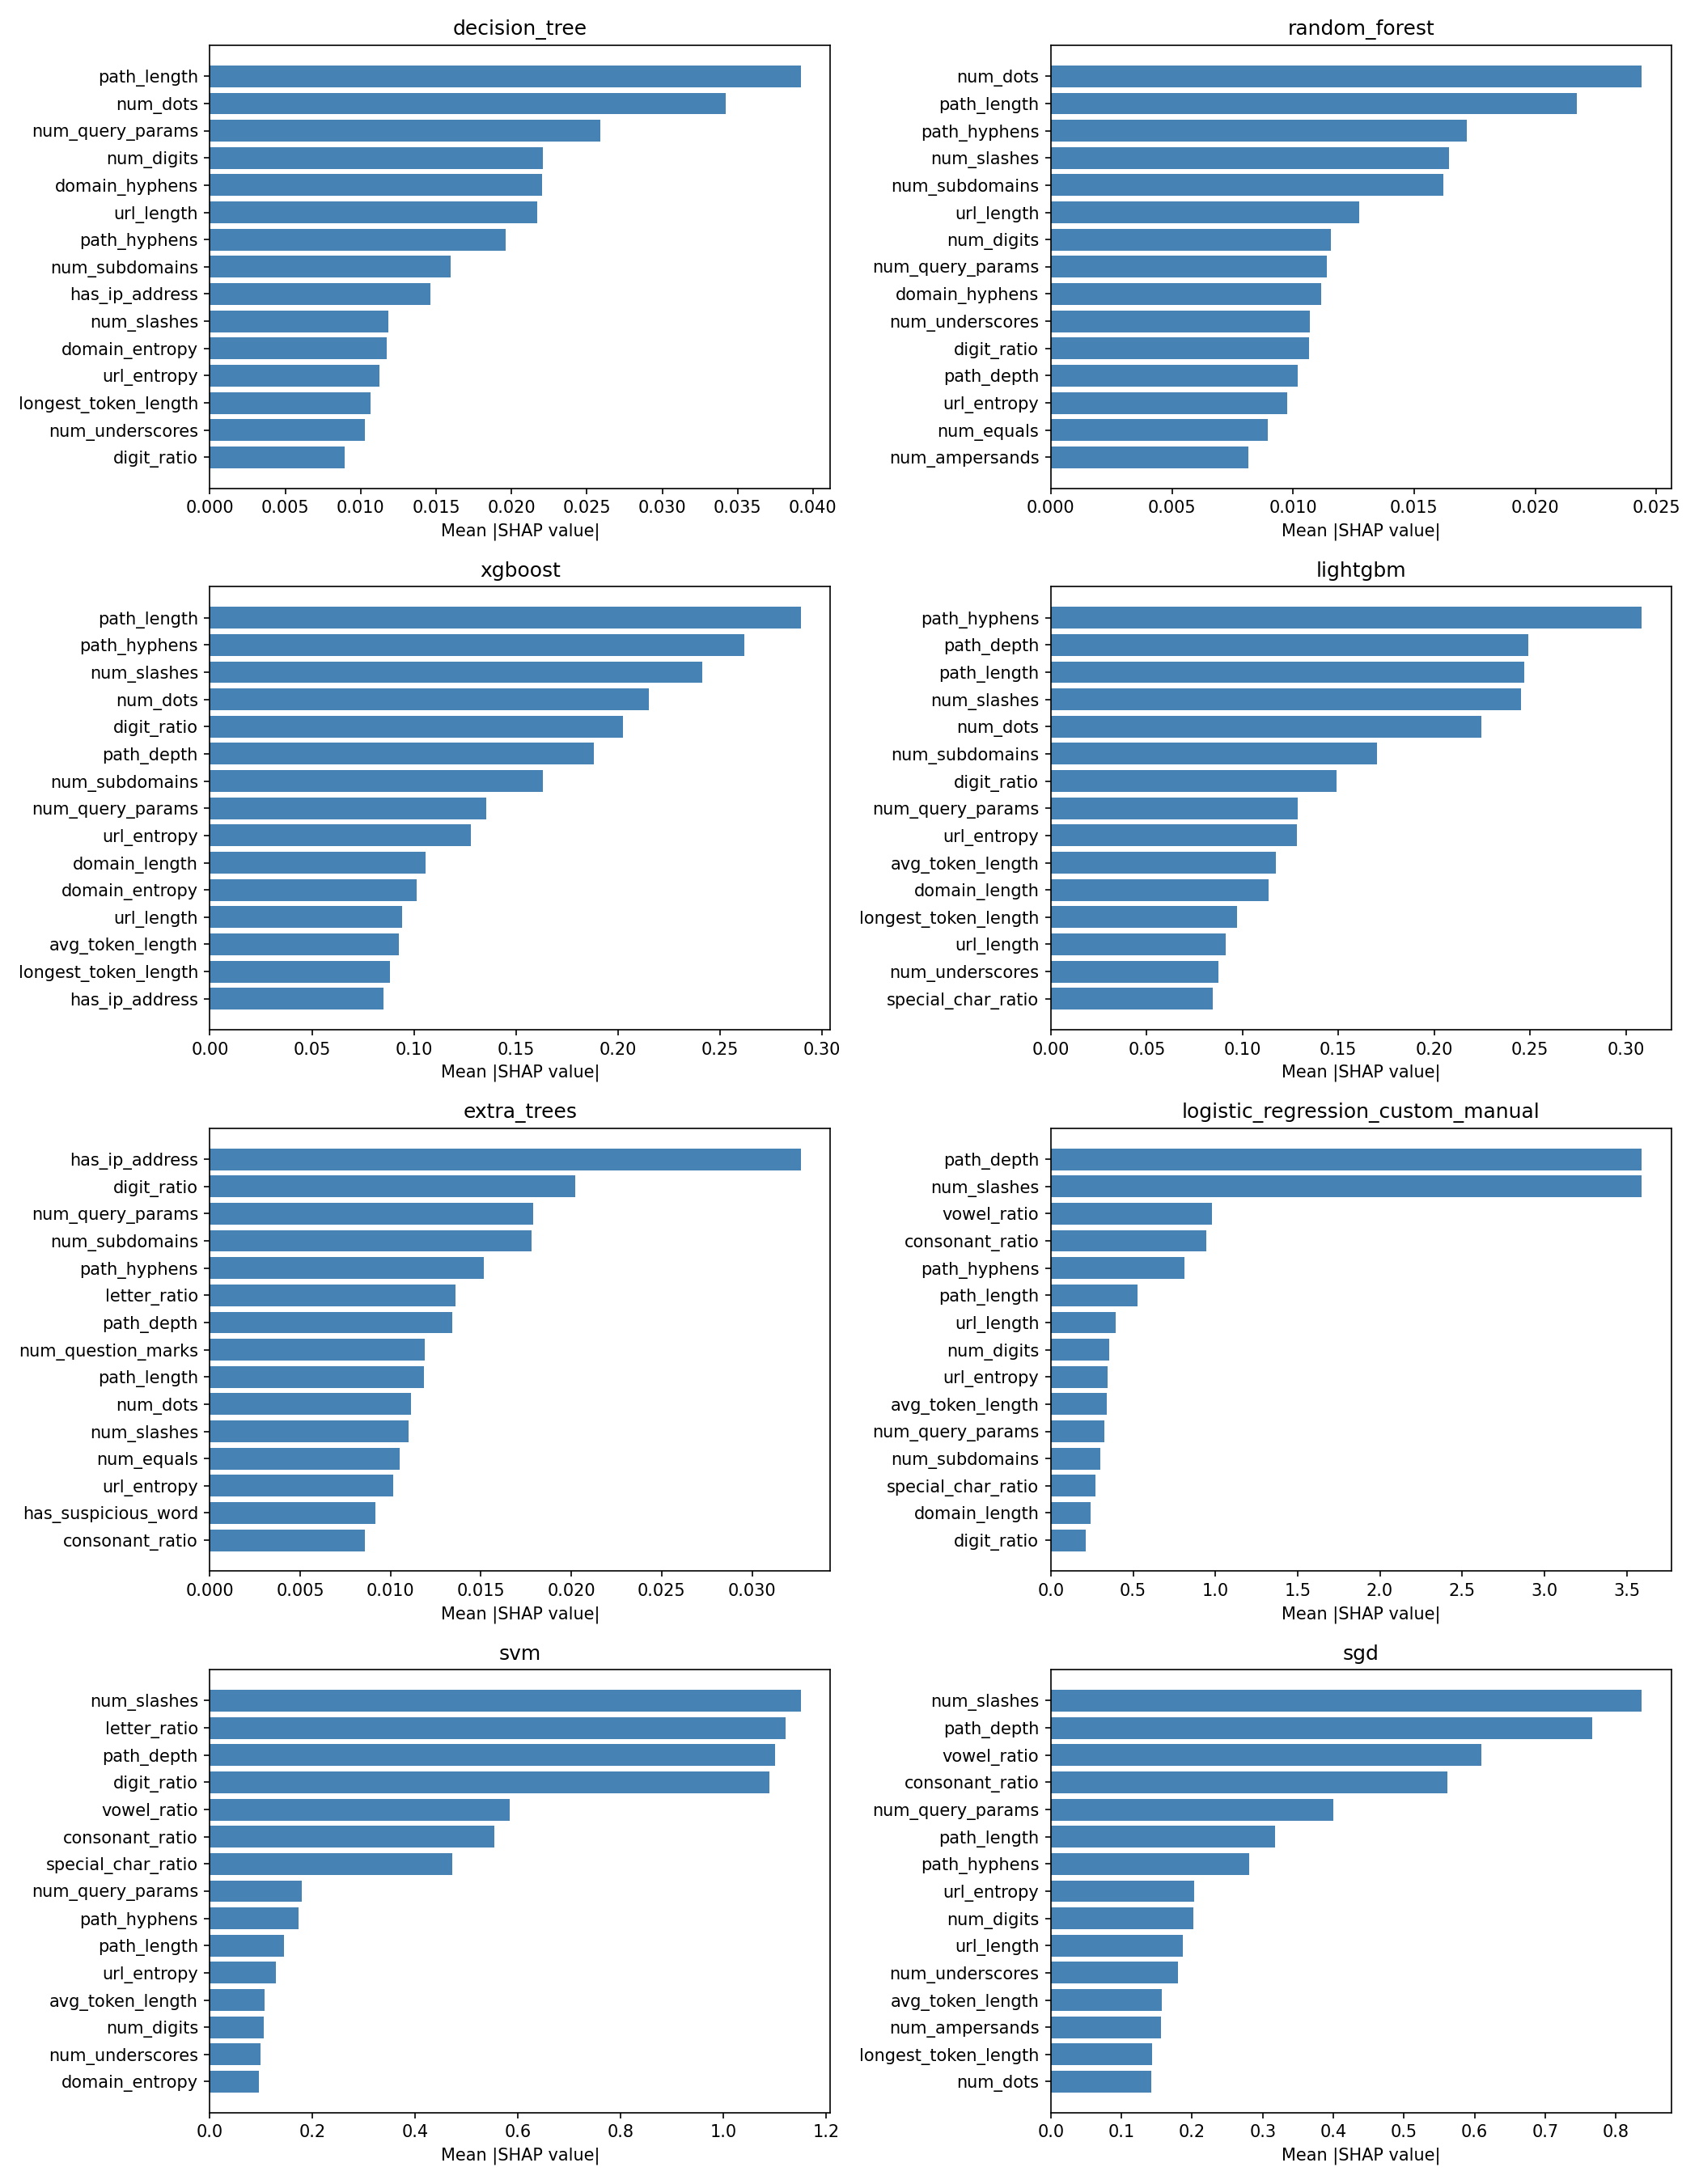 decision_tree
path_length
num_dots
num_query_params
num_digits
domain_hyphens
url_length
path_hyphens
num_subdomains
has_ip_address
num_slashes
domain_entropy
url_entropy
longest_token_length
num_underscores
digit_ratio
0.000 0.005 0.010 0.015 0.020 0.025 0.030 0.035 0.040
Mean |SHAP value|
random_forest
num_dots
path_length
path_hyphens
num_slashes
num_subdomains
url_length
num_digits
num_query_params
domain_hyphens
num_underscores
digit_ratio
path_depth
url_entropy
num_equals
num_ampersands
0.000 0.005 0.010 0.015 0.020 0.025
Mean |SHAP value|
xgboost
path_length
path_hyphens
num_slashes
num_dots
digit_ratio
path_depth
num_subdomains
num_query_params
url_entropy
domain_length
domain_entropy
url_length
avg_token_length
longest_token_length
has_ip_address
0.00 0.05 0.10 0.15 0.20 0.25 0.30
Mean |SHAP value|
lightgbm
path_hyphens
path_depth
path_length
num_slashes
num_dots
num_subdomains
digit_ratio
num_query_params
url_entropy
avg_token_length
domain_length
longest_token_length
url_length
num_underscores
special_char_ratio
0.00 0.05 0.10 0.15 0.20 0.25 0.30
Mean |SHAP value|
extra_trees
has_ip_address
digit_ratio
num_query_params
num_subdomains
path_hyphens
letter_ratio
path_depth
num_question_marks
path_length
num_dots
num_slashes
num_equals
url_entropy
has_suspicious_word
consonant_ratio
0.000 0.005 0.010 0.015 0.020 0.025 0.030
Mean |SHAP value|
logistic_regression_custom_manual
path_depth
num_slashes
vowel_ratio
consonant_ratio
path_hyphens
path_length
url_length
num_digits
url_entropy
avg_token_length
num_query_params
num_subdomains
special_char_ratio
domain_length
digit_ratio
0.0 0.5 1.0 1.5 2.0 2.5 3.0 3.5
Mean |SHAP value|
svm
num_slashes
letter_ratio
path_depth
digit_ratio
vowel_ratio
consonant_ratio
special_char_ratio
num_query_params
path_hyphens
path_length
url_entropy
avg_token_length
num_digits
num_underscores
domain_entropy
0.0 0.2 0.4 0.6 0.8 1.0 1.2
Mean |SHAP value|
sgd
num_slashes
path_depth
vowel_ratio
consonant_ratio
num_query_params
path_length
path_hyphens
url_entropy
num_digits
url_length
num_underscores
avg_token_length
num_ampersands
longest_token_length
num_dots
0.0 0.1 0.2 0.3 0.4 0.5 0.6 0.7 0.8
Mean |SHAP value|